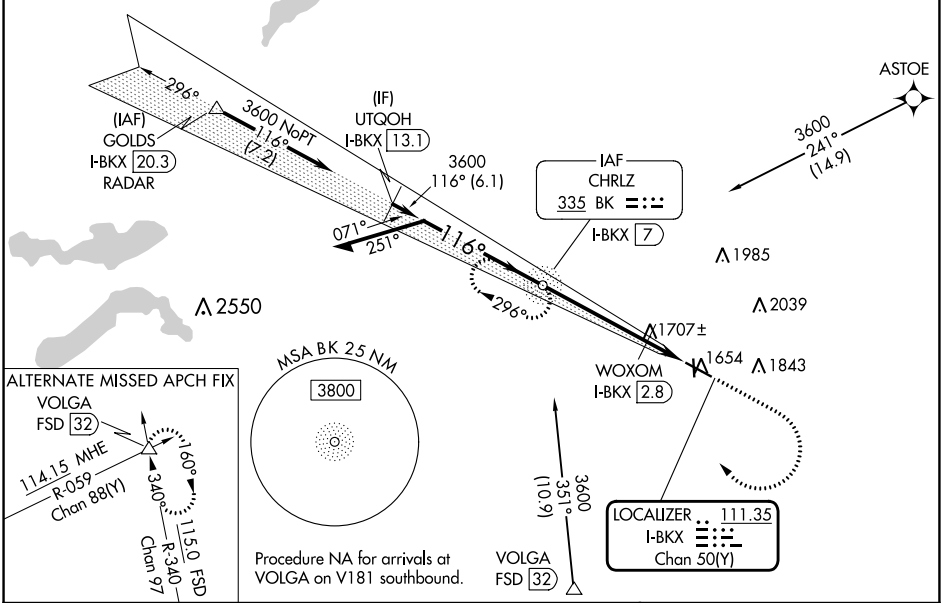 296°
(IAF)
GOLDS
I-BKX 20.3
RADAR
3600 NoPT
116°
(7.2)
(IF)
UTQOH
I-BKX 13.1
3600
116° (6.1)
071°
251°
116°
296°
IAF
CHRLZ
335 BK
I-BKX 7
ASTOE
3600
241°
(14.9)
1985
2039
2550
1707±
1654
1843
WOXOM
I-BKX 2.8
MSA BK 25 NM
3800
ALTERNATE MISSED APCH FIX
VOLGA
FSD 32
114.15 MHE
R-059
Chan 88(Y)
160°
340°
115.0 FSD
R-340
Chan 97
Procedure NA for arrivals at
VOLGA on V181 southbound.
3600
351°
(10.9)
VOLGA
FSD 32
LOCALIZER 111.35
I-BKX
Chan 50(Y)